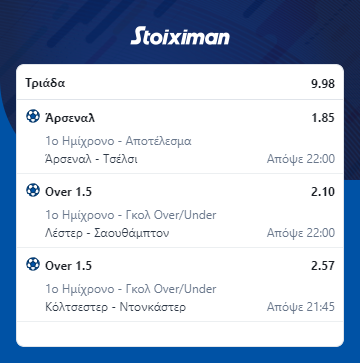 Stoiximan
Τριάδα 9.98
Άρσεναλ 1.85
1ο Ημίχρονο - Αποτέλεσμα
Άρσεναλ - Τσέλσι Απόψε 22:00
Over 1.5 2.10
1ο Ημίχρονο - Γκολ Over/Under
Λέστερ - Σαουθάμπτον Απόψε 22:00
Over 1.5 2.57
1ο Ημίχρονο - Γκολ Over/Under
Κόλτσεστερ - Ντονκάστερ Απόψε 21:45